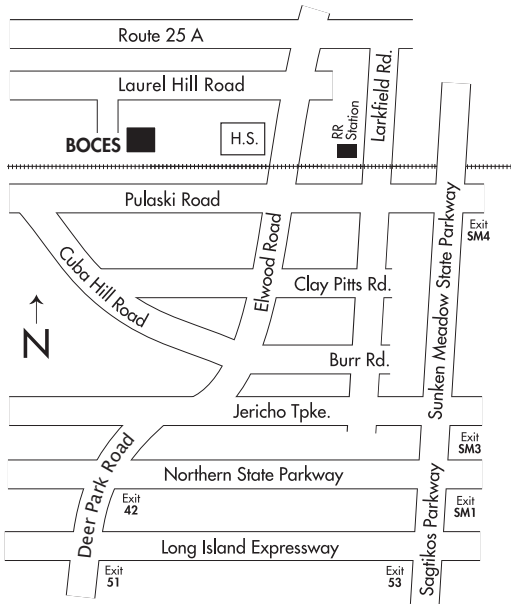 Route 25 A
Laurel Hill Road
BOCES
H.S.
RR
Station
Larkfield Rd.
Pulaski Road
Exit
SM4
Cuba Hill Road
Elwood Road
Clay Pitts Rd.
Sunken Meadow State Parkway
N
Burr Rd.
Jericho Tpke.
Exit
SM3
Deer Park Road
Northern State Parkway
Exit
42
Exit
SM1
Sagtikos Parkway
Long Island Expressway
Exit
51
Exit
53